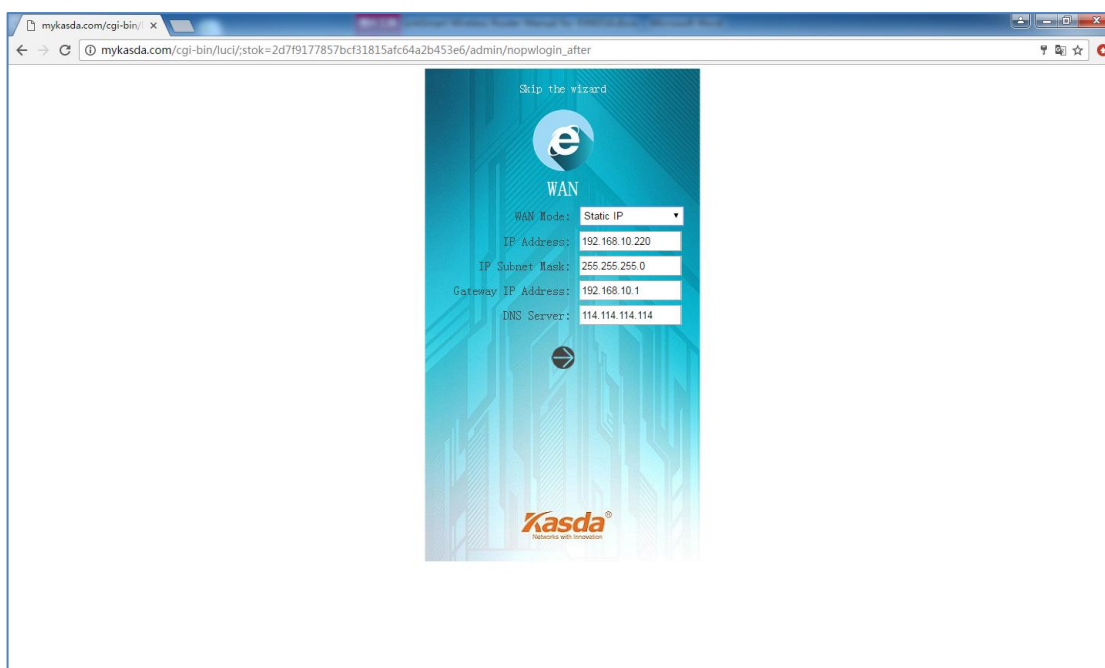 mykasda.com/cgi-bin/l
mykasda.com/cgi-bin/luci/;stok=2d7f9177857bcf31815afc64a2b453e6/admin/nopwlogin_after
Skip the wizard
WAN
WAN Mode: Static IP
IP Address: 192.168.10.220
IP Subnet Mask: 255.255.255.0
Gateway IP Address: 192.168.10.1
DNS Server: 114.114.114.114
Kasda®
Networks with Innovation